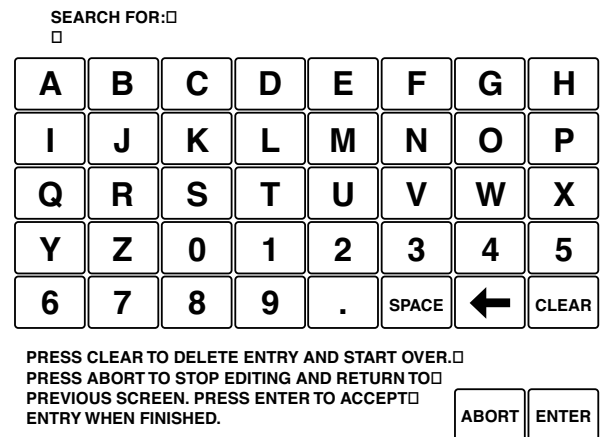 SEARCH FOR:□
□
A B C D E F G H
I J K L M N O P
Q R S T U V W X
Y Z 0 1 2 3 4 5
6 7 8 9 . SPACE ← CLEAR
PRESS CLEAR TO DELETE ENTRY AND START OVER.□
PRESS ABORT TO STOP EDITING AND RETURN TO□
PREVIOUS SCREEN. PRESS ENTER TO ACCEPT□
ENTRY WHEN FINISHED.
ABORT ENTER